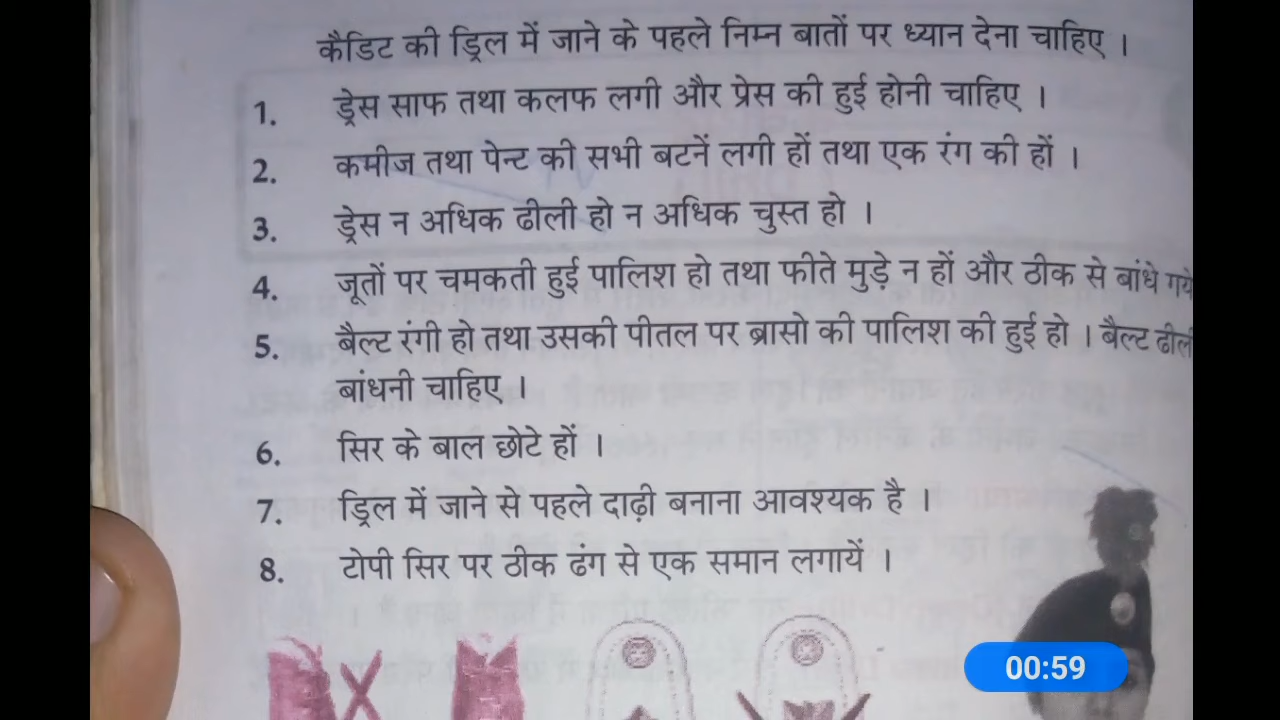 कैडिट की ड्रिल में जाने के पहले निम्न बातों पर ध्यान देना चाहिए ।
1. ड्रेस साफ तथा कलफ लगी और प्रेस की हुई होनी चाहिए ।
2. कमीज तथा पेन्ट की सभी बटनें लगी हों तथा एक रंग की हों ।
3. ड्रेस न अधिक ढीली हो न अधिक चुस्त हो ।
4. जूतों पर चमकती हुई पालिश हो तथा फीते मुड़े न हों और ठीक से बांधे गये
5. बैल्ट रंगी हो तथा उसकी पीतल पर ब्रासो की पालिश की हुई हो । बैल्ट
बांधनी चाहिए ।
6. सिर के बाल छोटे हों ।
7. ड्रिल में जाने से पहले दाढ़ी बनाना आवश्यक है ।
8. टोपी सिर पर ठीक ढंग से एक समान लगायें ।
00:59